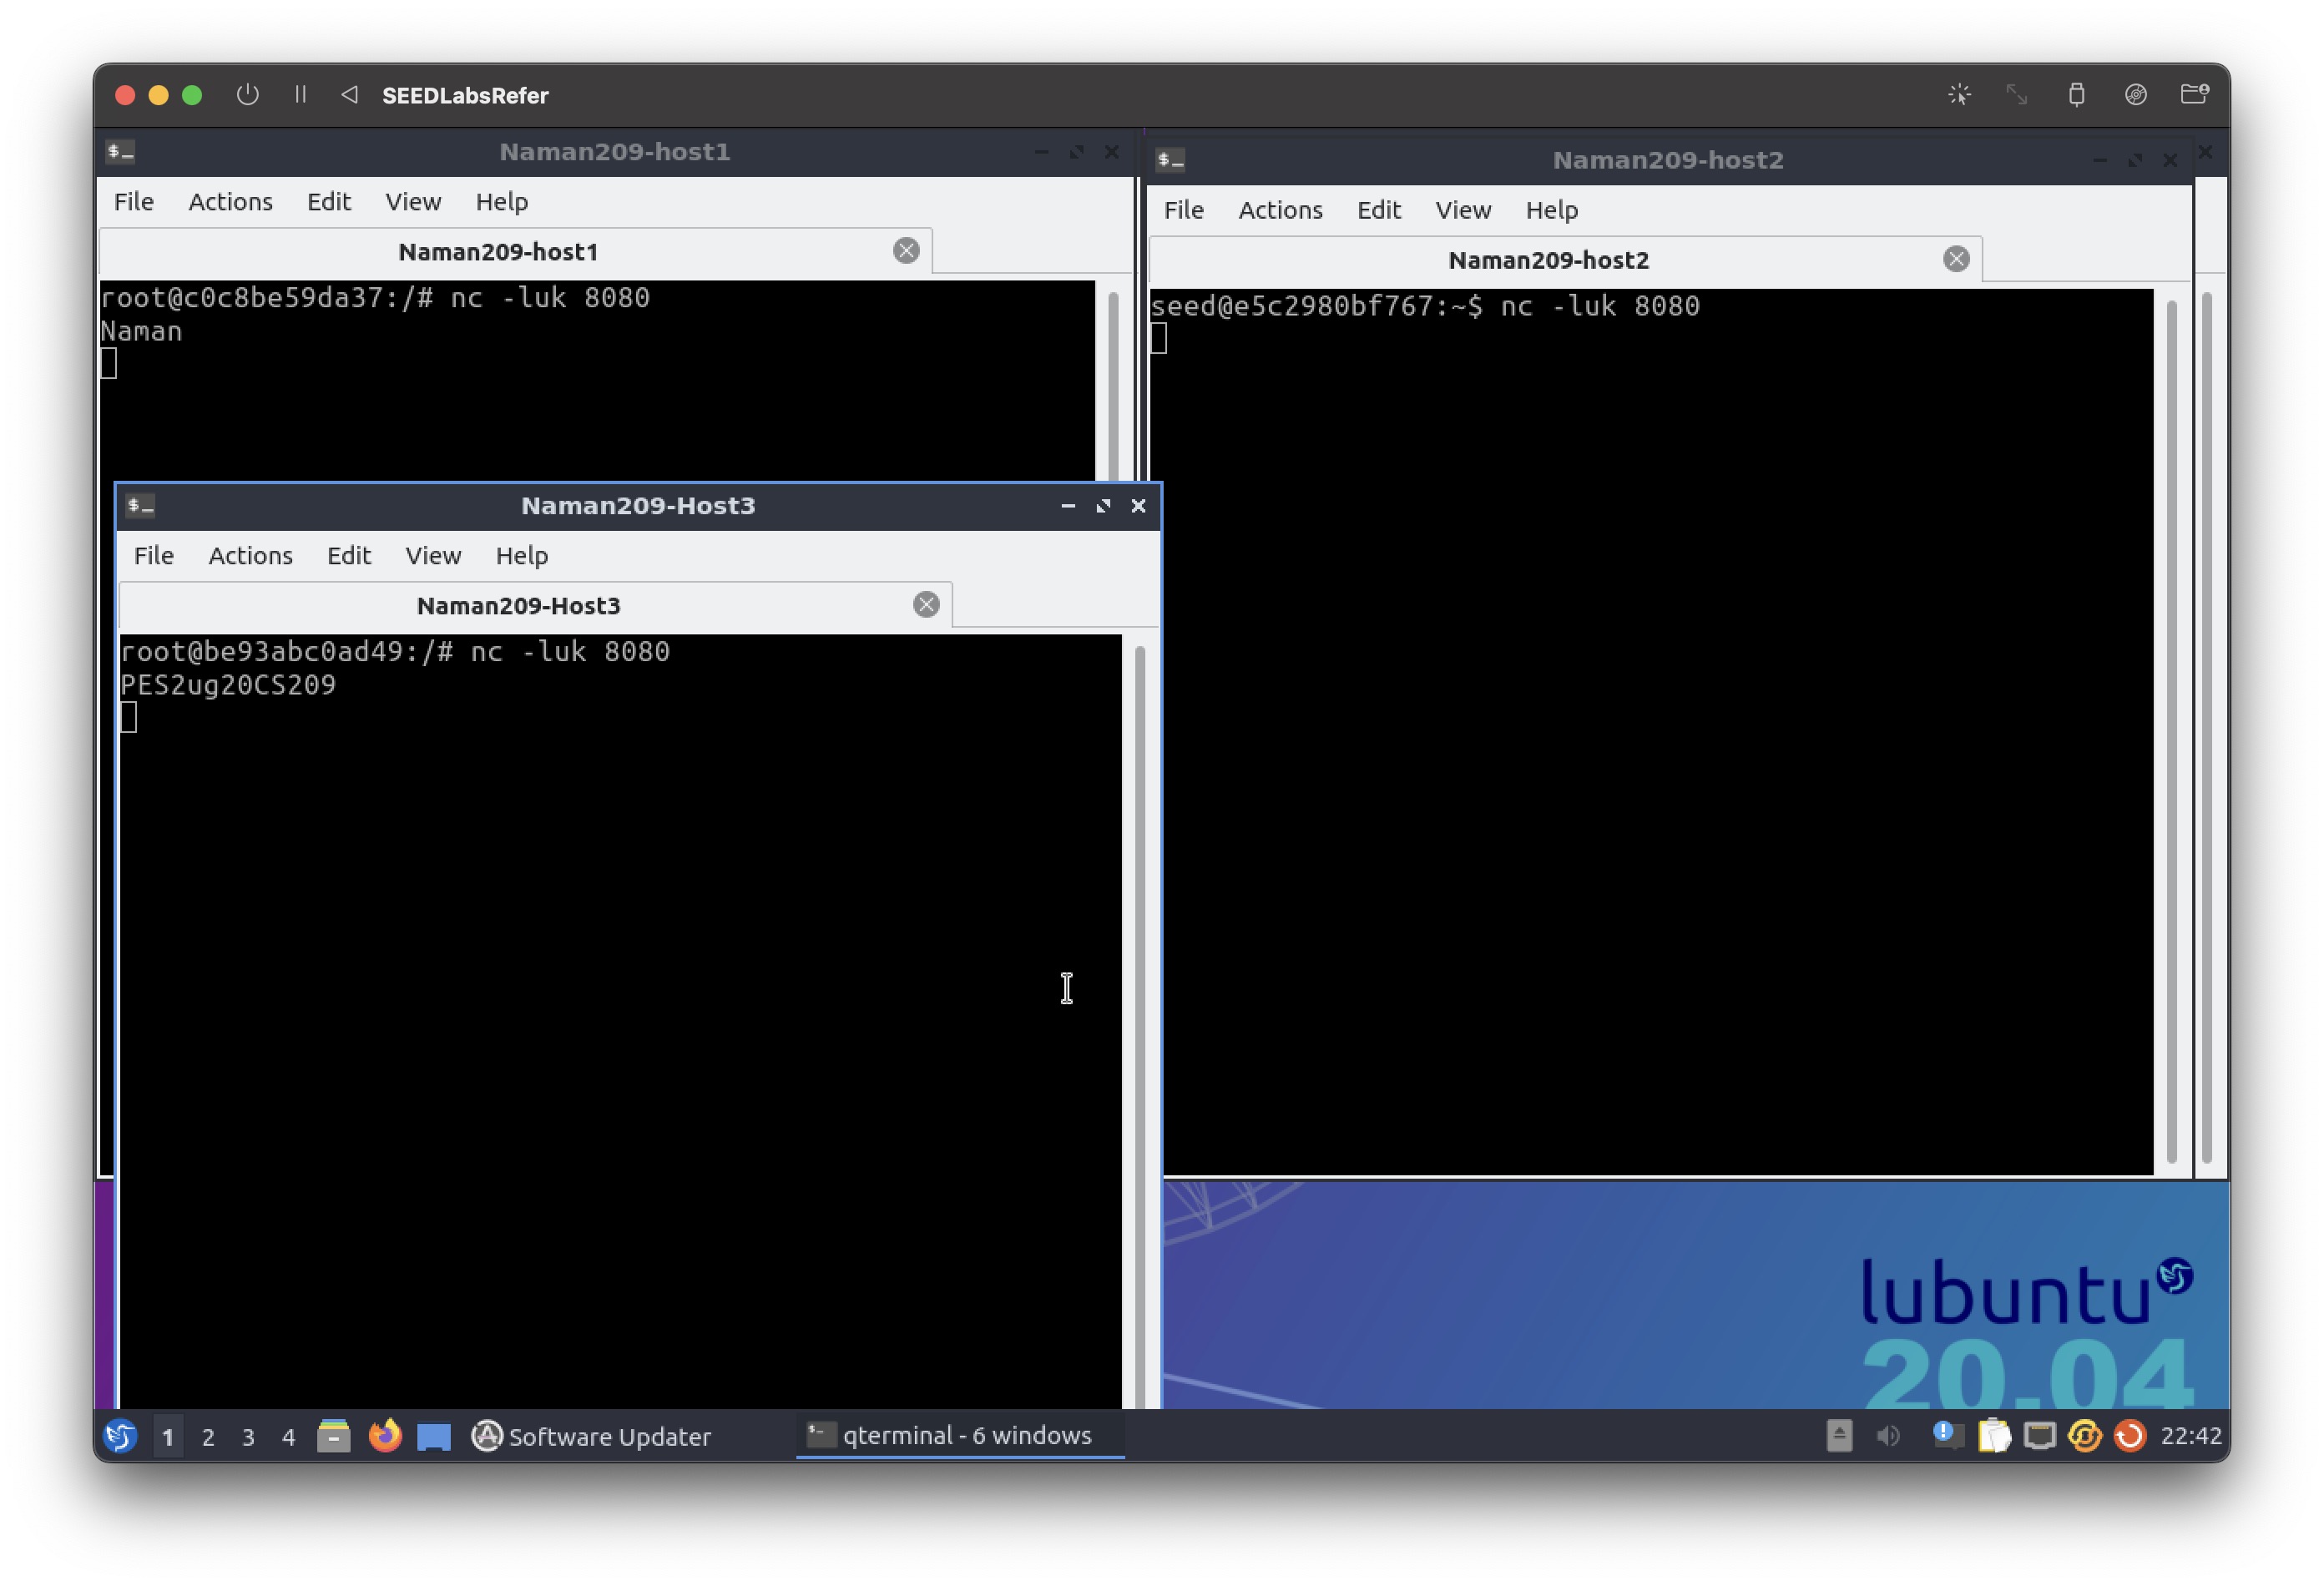 SEEDLabsRefer
$_ Naman209-host1
File Actions Edit View Help
Naman209-host1
root@c0c8be59da37:/# nc -luk 8080
Naman
$_ Naman209-host2
File Actions Edit View Help
Naman209-host2
seed@e5c2980bf767:~$ nc -luk 8080
$_ Naman209-Host3
File Actions Edit View Help
Naman209-Host3
root@be93abc0ad49:/# nc -luk 8080
PES2ug20CS209
lubuntu
20.04
1 2 3 4 Software Updater qterminal - 6 windows 22:42